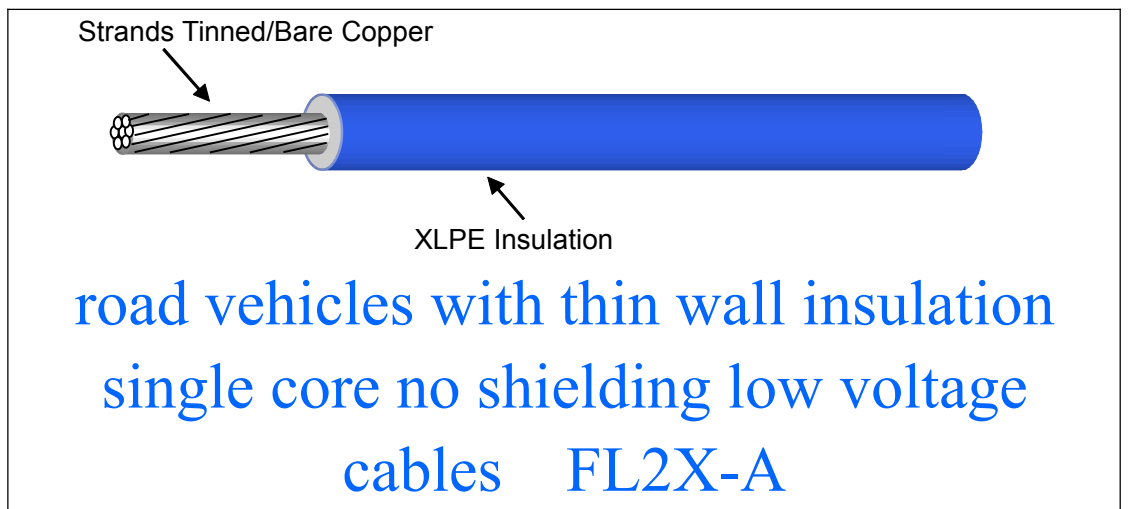 Strands Tinned/Bare Copper
XLPE Insulation
road vehicles with thin wall insulation
single core no shielding low voltage
cables FL2X-A